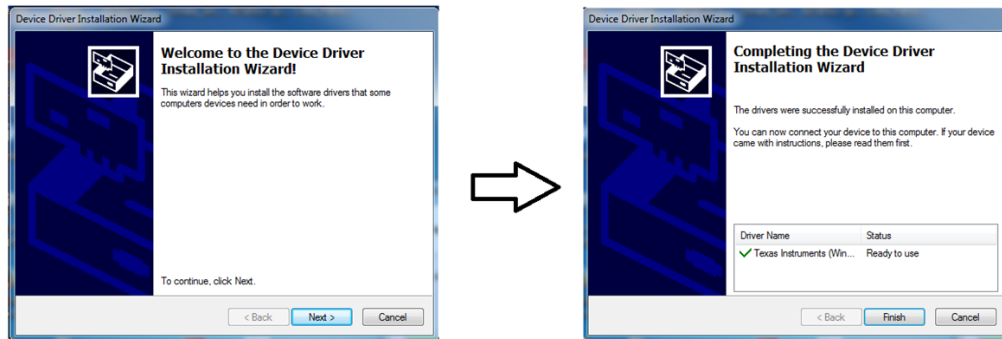 Device Driver Installation Wizard
Welcome to the Device Driver
Installation Wizard!
This wizard helps you install the software drivers that some
computers devices need in order to work.
To continue, click Next.
< Back
Next >
Cancel
Device Driver Installation Wizard
Completing the Device Driver
Installation Wizard
The drivers were successfully installed on this computer.
You can now connect your device to this computer. If your device
came with instructions, please read them first.
Driver Name Status
Texas Instruments (Win... Ready to use
< Back
Finish
Cancel